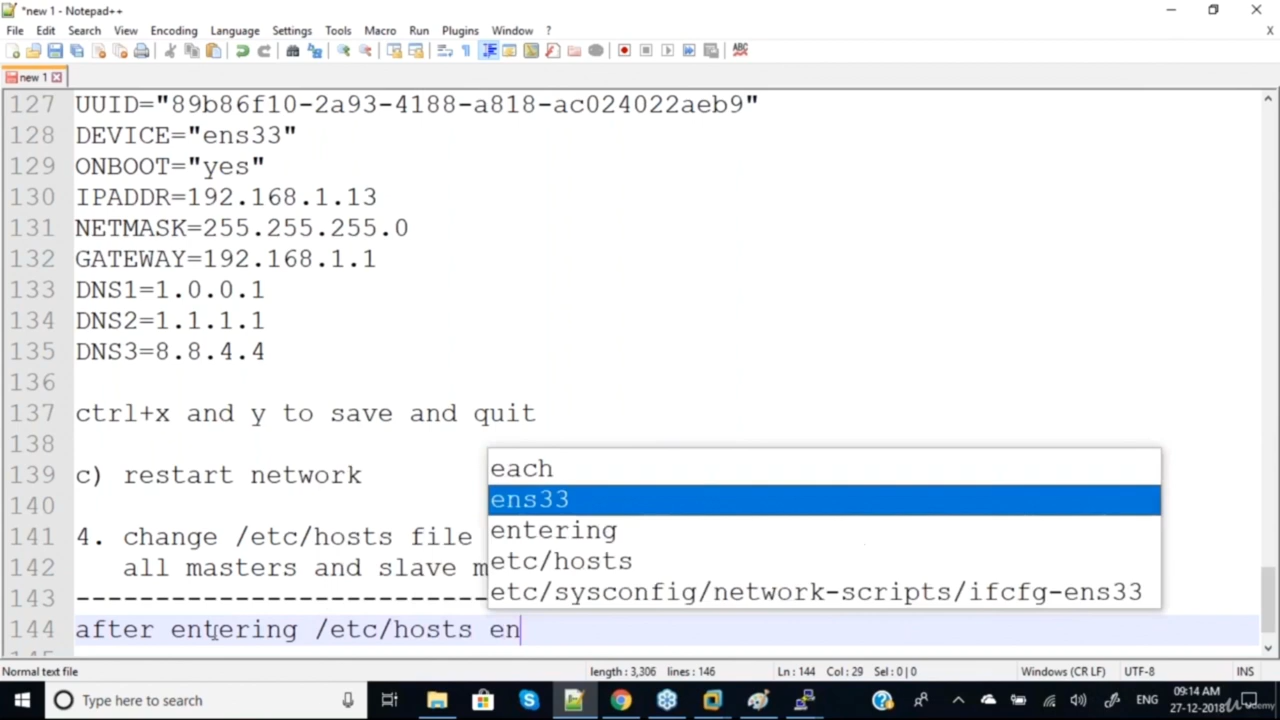 *new 1 - Notepad++
File Edit Search View Encoding Language Settings Tools Macro Run Plugins Window ? X
new 1
127 UUID="89b86f10-2a93-4188-a818-ac024022aeb9"
128 DEVICE="ens33"
129 ONBOOT="yes"
130 IPADDR=192.168.1.13
131 NETMASK=255.255.255.0
132 GATEWAY=192.168.1.1
133 DNS1=1.0.0.1
134 DNS2=1.1.1.1
135 DNS3=8.8.4.4
136
137 ctrl+x and y to save and quit
138
139 c) restart network
140
141 4. change /etc/hosts file
142 all masters and slave m
143 --------------------------
144 after entering /etc/hosts en
each
ens33
entering
etc/hosts
etc/sysconfig/network-scripts/ifcfg-ens33
Normal text file length : 3,306 lines : 146 Ln : 144 Col : 29 Sel : 0 | 0 Windows (CR LF) UTF-8 INS
Type here to search
ENG
09:14 AM
27-12-2018
Udemy